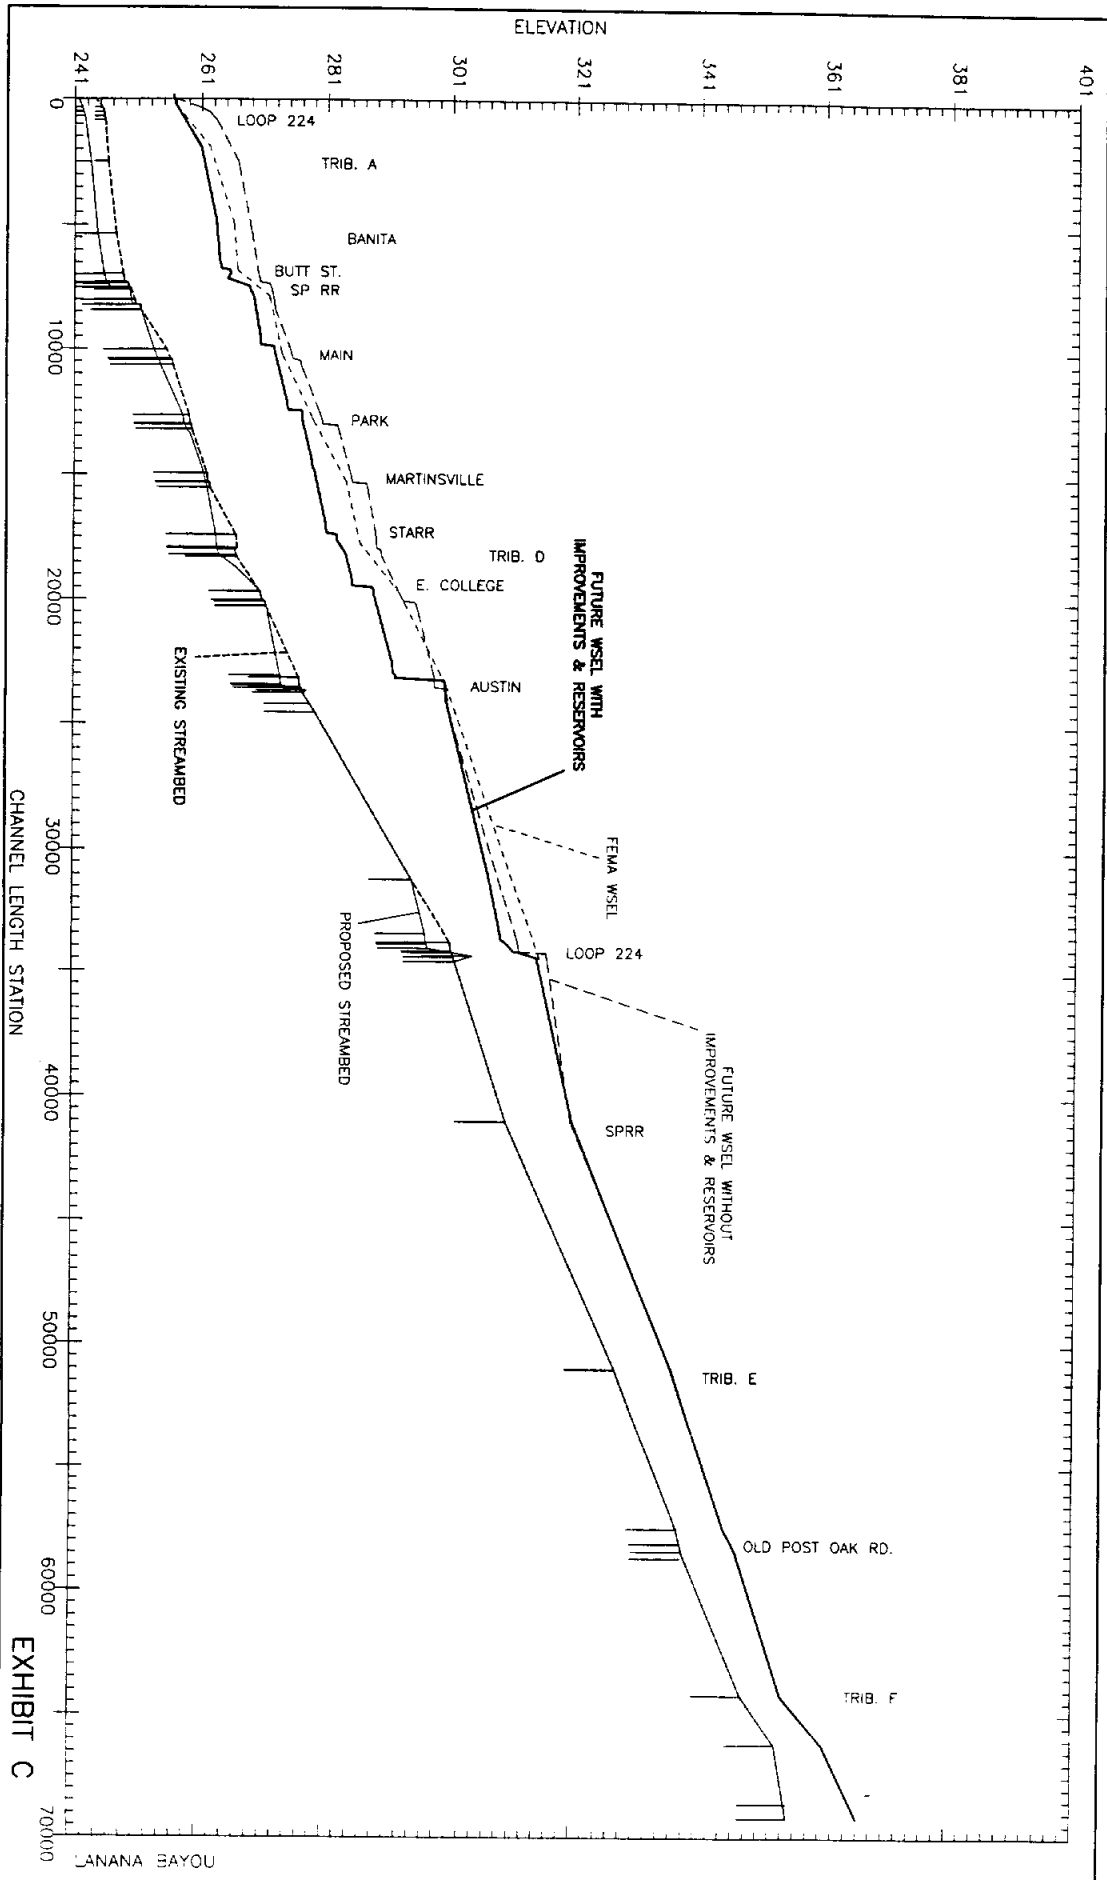 ELEVATION
241
261
281
301
321
341
361
381
401
0
10000
20000
30000
40000
50000
60000
70000
LOOP 224
TRIB. A
BANITA
BUTT ST.
SP RR
MAIN
PARK
MARTINSVILLE
STARR
TRIB. D
E. COLLEGE
AUSTIN
FUTURE WSEL WITH
IMPROVEMENTS & RESERVOIRS
FEMA WSEL
LOOP 224
FUTURE WSEL WITHOUT
IMPROVEMENTS & RESERVOIRS
SPRR
TRIB. E
OLD POST OAK RD.
TRIB. F
EXISTING STREAMBED
PROPOSED STREAMBED
CHANNEL LENGTH STATION
EXHIBIT C
LANANA BAYOU